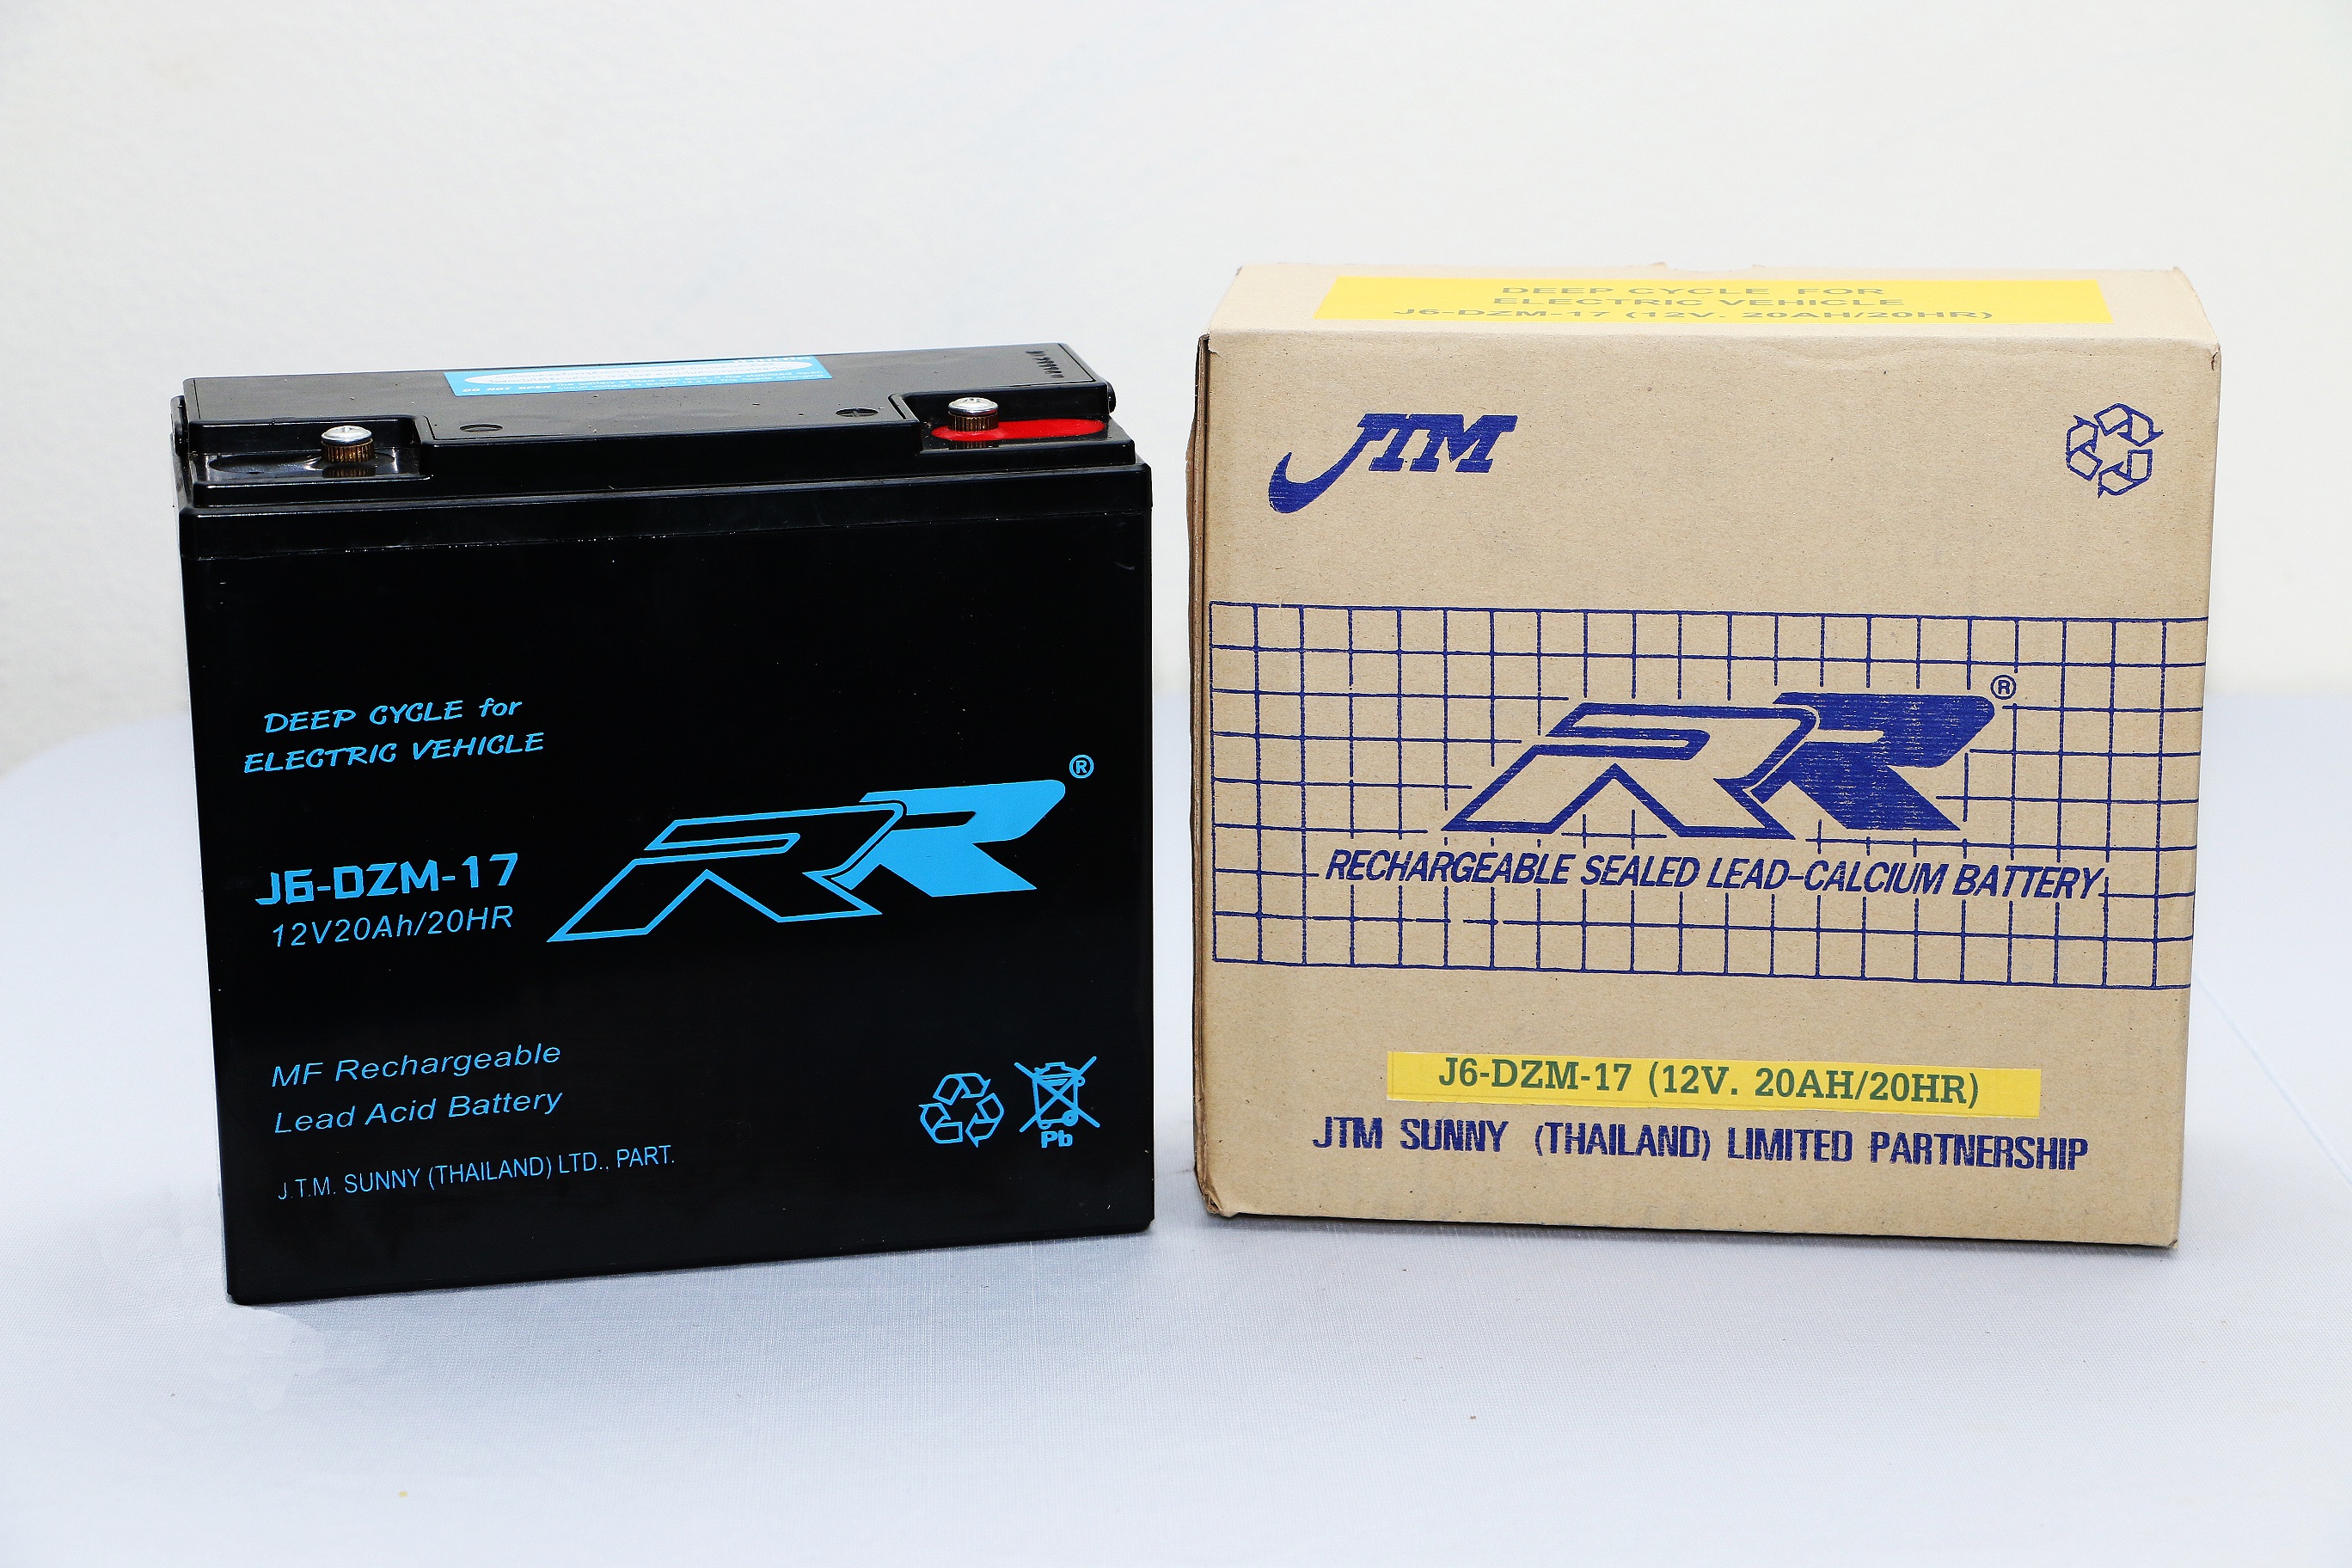 DEEP CYCLE for
ELECTRIC VEHICLE
J6-DZM-17
12V20Ah/20HR
RR®
MF Rechargeable
Lead Acid Battery
J.T.M. SUNNY (THAILAND) LTD., PART.
Pb
DEEP CYCLE FOR
ELECTRIC VEHICLE
J6-DZM-17 (12V. 20AH/20HR)
JTM
RR®
RECHARGEABLE SEALED LEAD-CALCIUM BATTERY
J6-DZM-17 (12V. 20AH/20HR)
JTM SUNNY (THAILAND) LIMITED PARTNERSHIP